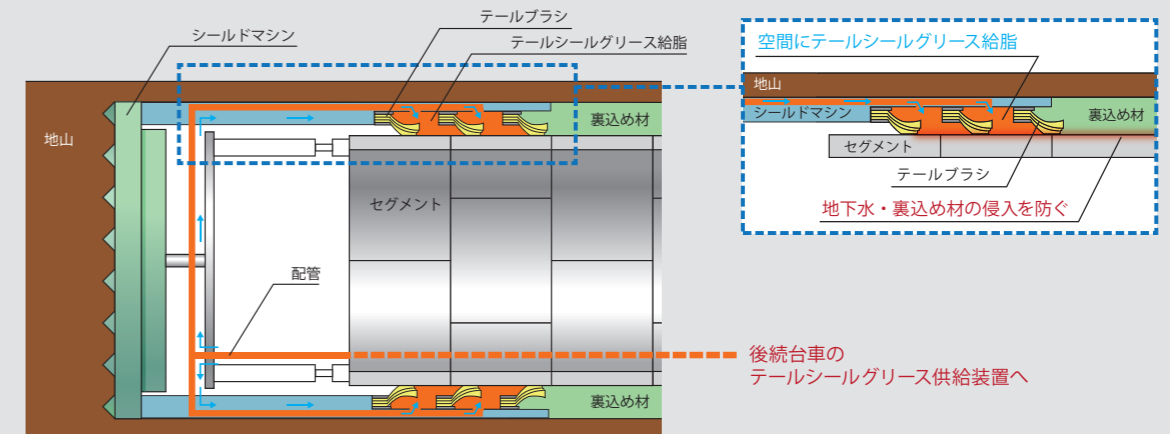 シールドマシン
テールブラシ
テールシールグリース給脂
地山
裏込め材
セグメント
配管
裏込め材
後続台車の
テールシールグリース供給装置へ
空間にテールシールグリース給脂
地山
シールドマシン
裏込め材
セグメント
テールブラシ
地下水・裏込め材の侵入を防ぐ